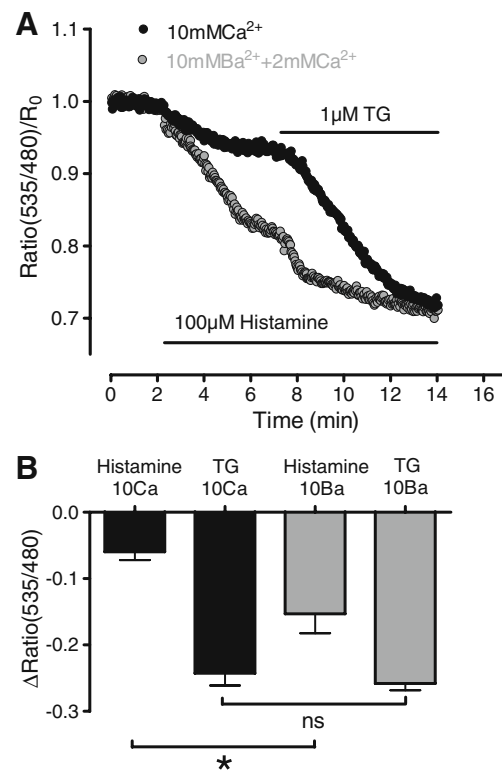 A
1.1
10mMCa²⁺
10mMBa²⁺+2mMCa²⁺
1.0
1µM TG
0.9
0.8
0.7
Ratio(535/480)/R₀
100µM Histamine
0 2 4 6 8 10 12 14 16
Time (min)
B
Histamine TG Histamine TG
10Ca 10Ca 10Ba 10Ba
0.0
-0.1
-0.2
-0.3
ΔRatio(535/480)
ns
*